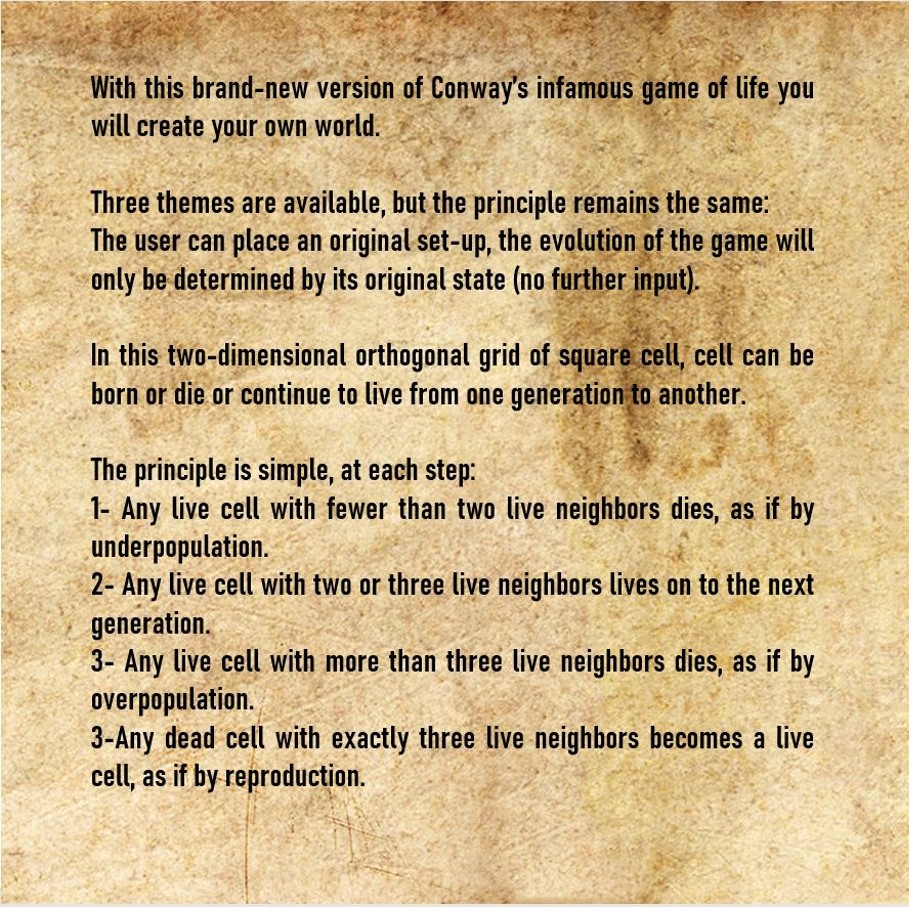 With this brand-new version of Conway's infamous game of life you
will create your own world.
Three themes are available, but the principle remains the same:
The user can place an original set-up, the evolution of the game will
only be determined by its original state (no further input).
In this two-dimensional orthogonal grid of square cell, cell can be
born or die or continue to live from one generation to another.
The principle is simple, at each step:
1- Any live cell with fewer than two live neighbors dies, as if by
underpopulation.
2- Any live cell with two or three live neighbors lives on to the next
generation.
3- Any live cell with more than three live neighbors dies, as if by
overpopulation.
3-Any dead cell with exactly three live neighbors becomes a live
cell, as if by reproduction.